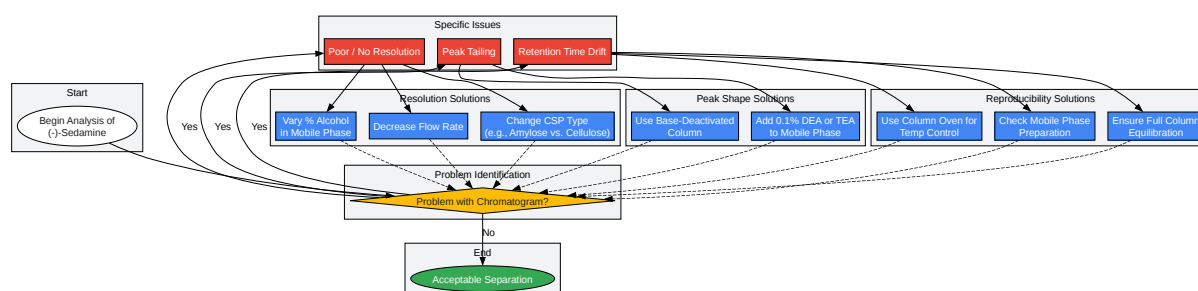 Specific Issues
Poor / No Resolution
Peak Tailing
Retention Time Drift
Start
Begin Analysis of
(-)-Sedamine
Yes
Yes
Yes
Resolution Solutions
Vary % Alcohol
in Mobile Phase
Decrease Flow Rate
Change CSP Type
(e.g., Amylose vs. Cellulose)
Peak Shape Solutions
Use Base-Deactivated
Column
Add 0.1% DEA or TEA
to Mobile Phase
Reproducibility Solutions
Use Column Oven for
Temp Control
Check Mobile Phase
Preparation
Ensure Full Column
Equilibration
Problem Identification
Problem with Chromatogram?
No
End
Acceptable Separation